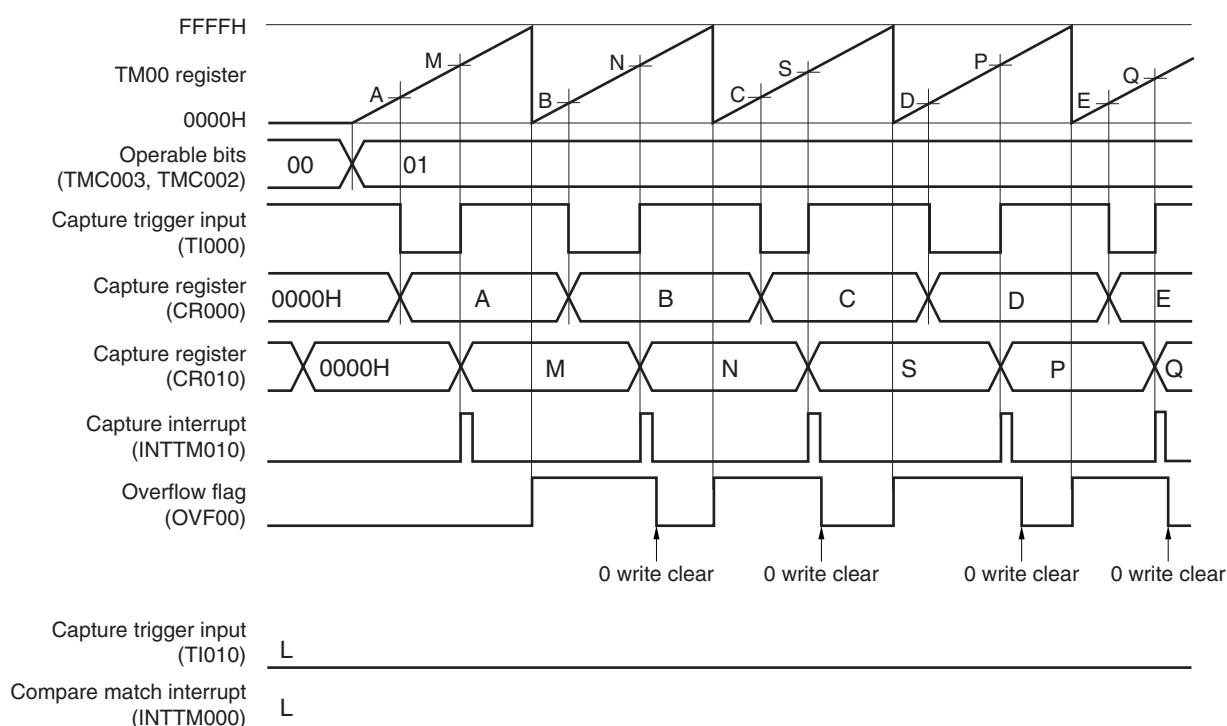 FFFFH
TM00 register
0000H
A M B N C S D P E Q
Operable bits
(TMC003, TMC002)
00 01
Capture trigger input
(TI000)
Capture register
(CR000)
0000H A B C D E
Capture register
(CR010)
0000H M N S P Q
Capture interrupt
(INTTM010)
Overflow flag
(OVF00)
0 write clear 0 write clear 0 write clear 0 write clear
Capture trigger input
(TI010)
L
Compare match interrupt
(INTTM000)
L